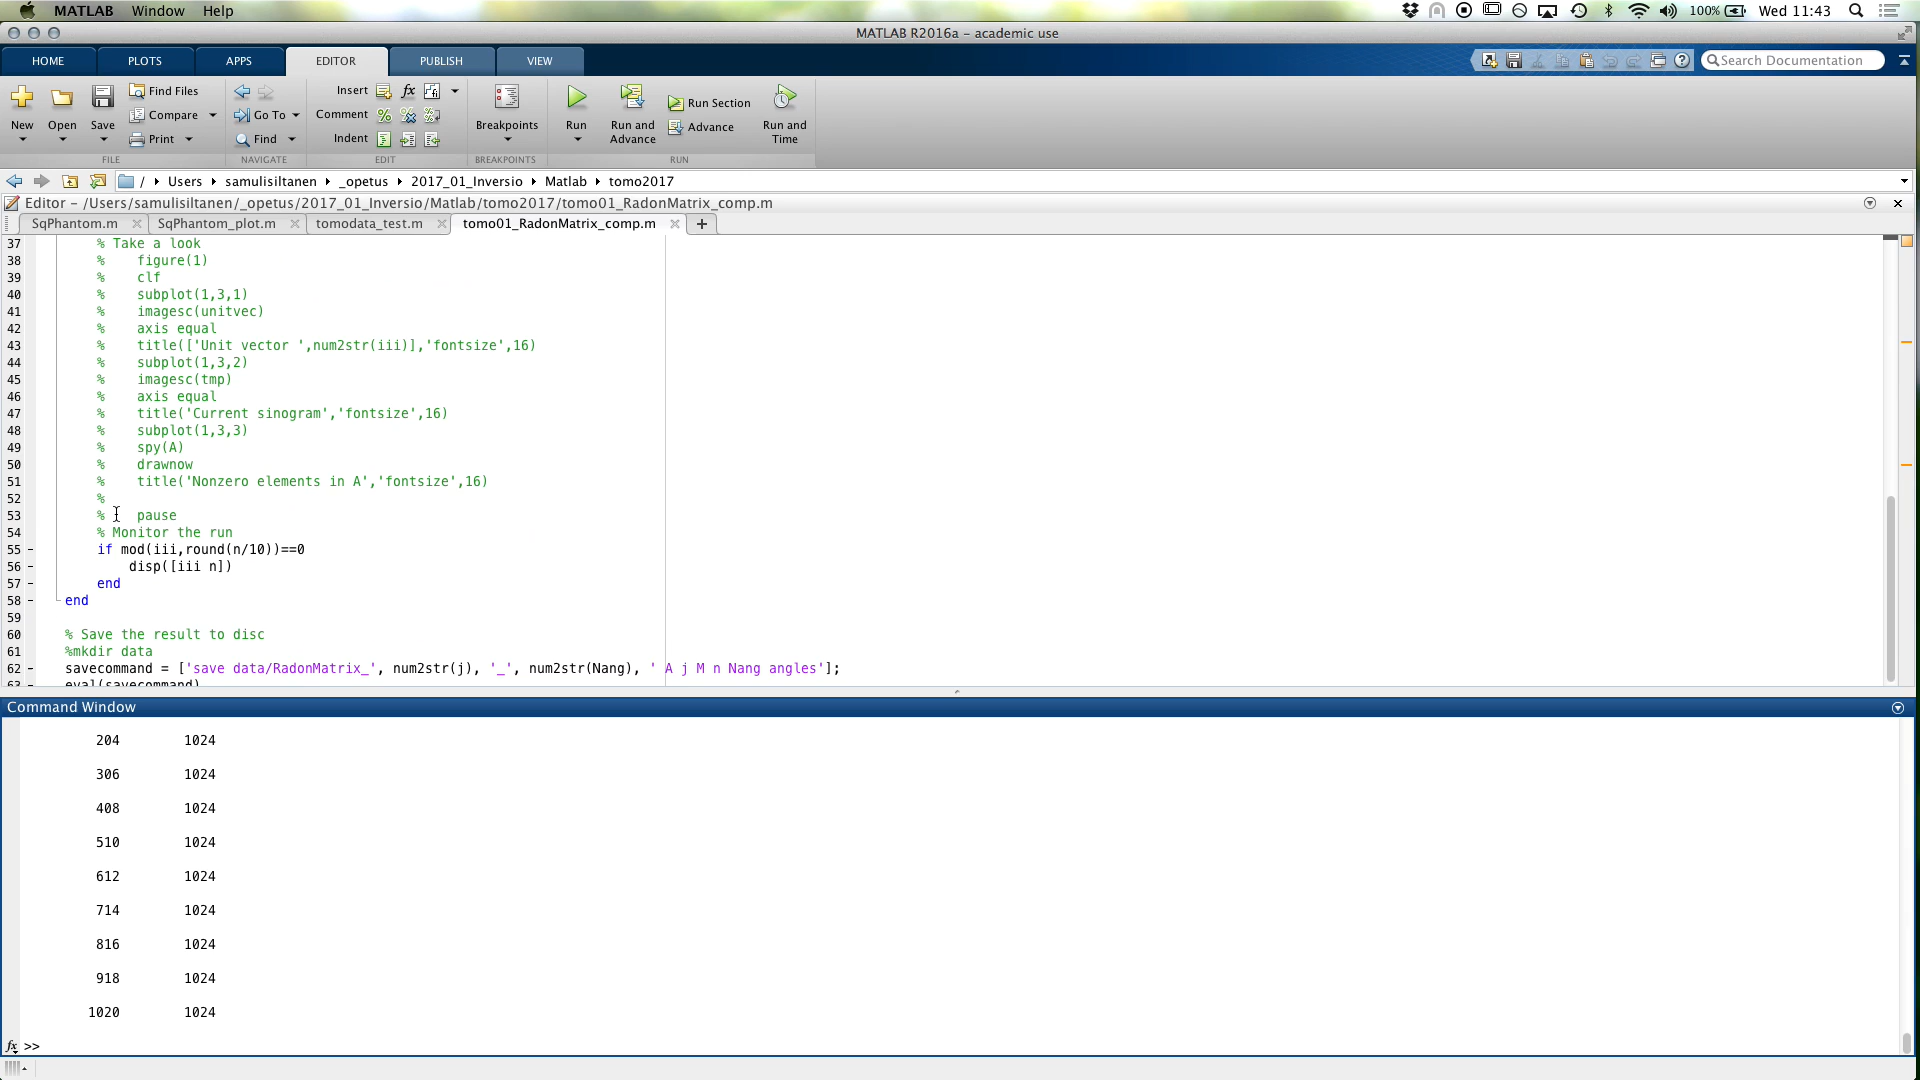 MATLAB Window Help 100% Wed 11:43
MATLAB R2016a - academic use
HOME PLOTS APPS EDITOR PUBLISH VIEW Search Documentation
New Open Save Find Files Compare Print
Go To Find
Insert fx Comment Indent
Breakpoints
Run Run and Advance Run Section Advance Run and Time
FILE NAVIGATE EDIT BREAKPOINTS RUN
/ Users samulisiltanen _opetus 2017_01_Inversio Matlab tomo2017
Editor - /Users/samulisiltanen/_opetus/2017_01_Inversio/Matlab/tomo2017/tomo01_RadonMatrix_comp.m
SqPhantom.m SqPhantom_plot.m tomodata_test.m tomo01_RadonMatrix_comp.m +
37 % Take a look
38 % figure(1)
39 % clf
40 % subplot(1,3,1)
41 % imagesc(unitvec)
42 % axis equal
43 % title(['Unit vector ',num2str(iii)],'fontsize',16)
44 % subplot(1,3,2)
45 % imagesc(tmp)
46 % axis equal
47 % title('Current sinogram','fontsize',16)
48 % subplot(1,3,3)
49 % spy(A)
50 % drawnow
51 % title('Nonzero elements in A','fontsize',16)
52 %
53 % pause
54 % Monitor the run
55 - if mod(iii,round(n/10))==0
56 - disp([iii n])
57 - end
58 - end
59
60 % Save the result to disc
61 %mkdir data
62 - savecommand = ['save data/RadonMatrix_', num2str(j), '_', num2str(Nang), ' A j M n Nang angles'];
63 - eval(savecommand)
Command Window
204 1024
306 1024
408 1024
510 1024
612 1024
714 1024
816 1024
918 1024
1020 1024
fx >>